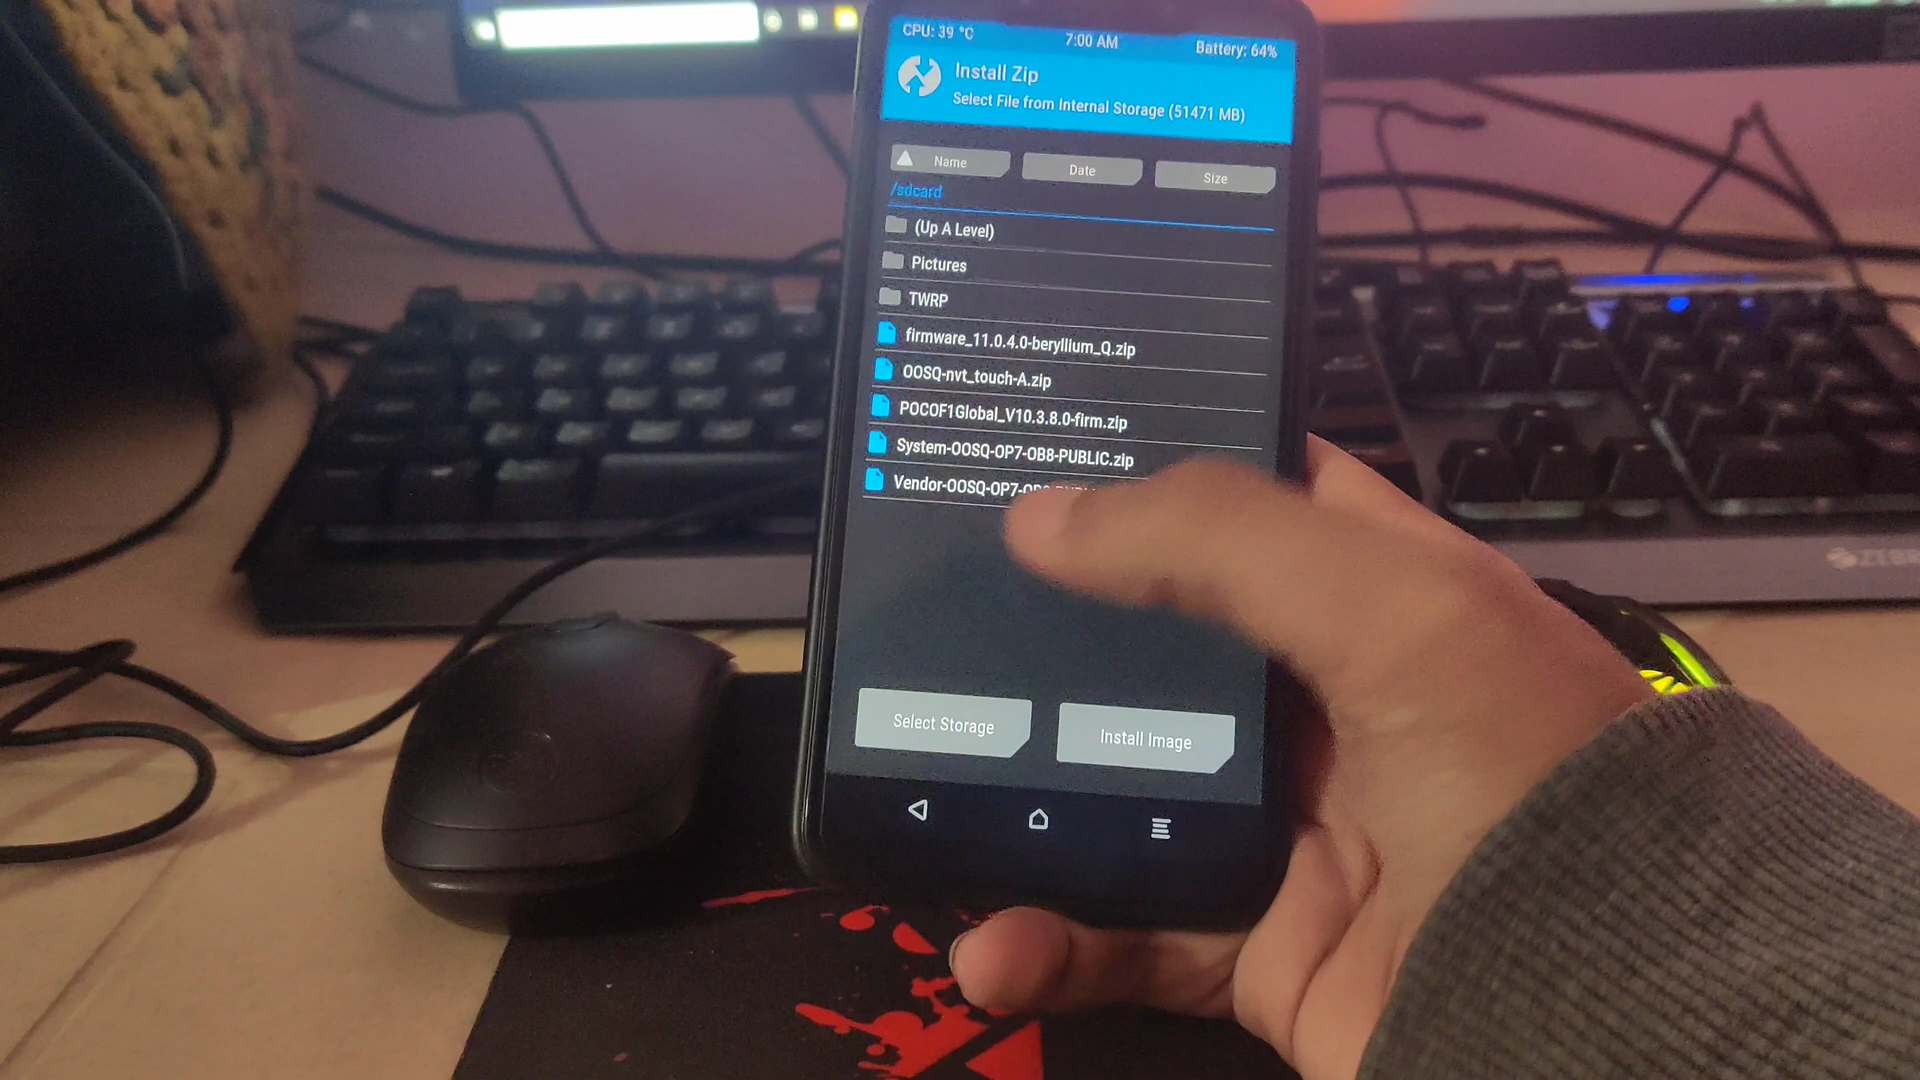 CPU: 39 °C
7:00 AM
Battery: 64%
Install Zip
Select File from Internal Storage (51471 MB)
Name
Date
Size
/sdcard
(Up A Level)
Pictures
TWRP
firmware_11.0.4.0-beryllium_Q.zip
OOSQ-nvt_touch-A.zip
POCOF1Global_V10.3.8.0-firm.zip
System-OOSQ-OP7-OB8-PUBLIC.zip
Vendor-OOSQ-OP7-
Select Storage
Install Image